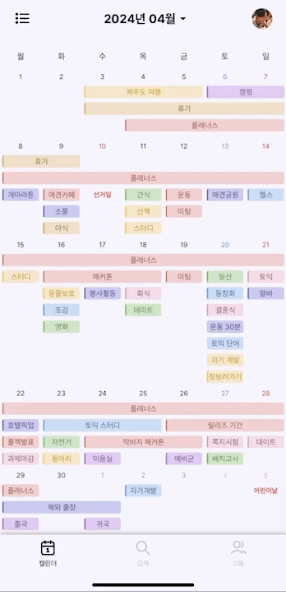 2024년 04월
월 화 수 목 금 토 일
1 2 3 4 5 6 7
제주도 여행 캠핑
휴가
플래너스
8 9 10 11 12 13 14
휴가
플래너스
개파라톤 애견카페 선거일 간식 운동 애견공원 헬스
소풍 산책 미팅
야식 스터디
15 16 17 18 19 20 21
플래너스
스터디 해커톤 미팅 등산 토익
동물보호 봉사활동 회식 동창회 알바
조깅 데이트 결혼식
영화 운동 30분
토익 단어
자기 계발
장보러가기
22 23 24 25 26 27 28
플래너스
호텔픽업 토익 스터디 릴리즈 기간
플젝발표 자전거 막바지 해커톤 쪽지시험 데이트
과제마감 동아리 미용실 예비군 배치고사
29 30 1 2 3 4 5
플래너스 자기개발 어린이날
해외 출장
출국 귀국
캘린더 검색 그룹